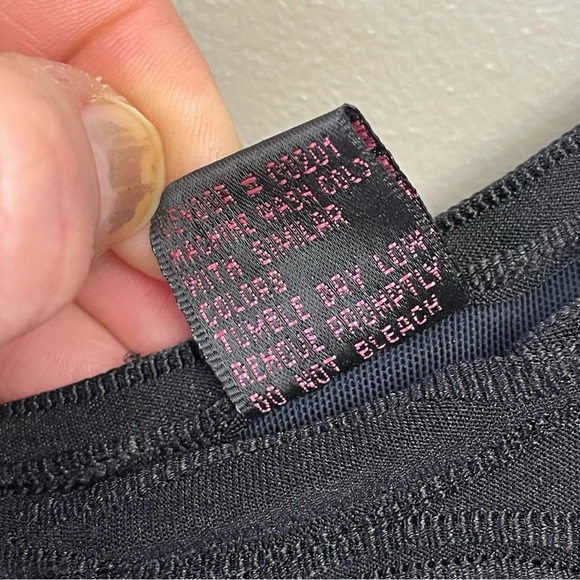 MACHINE WASH COLD
WITH SIMILAR
COLORS
TUMBLE DRY LOW
REMOVE PROMPTLY
DO NOT BLEACH